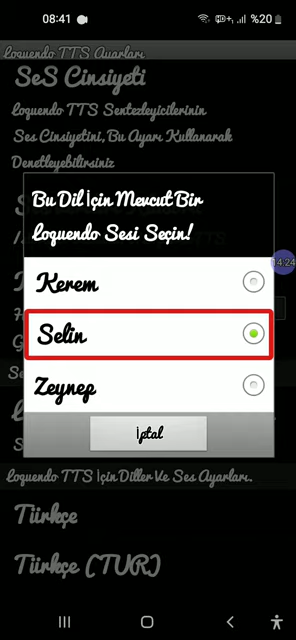 08:41
%20
Loquendo TTS Ayarları
SeS Cinsiyeti
Loquendo TTS Sentezleyicilerinin
Ses Cinsiyetini, Bu Ayarı Kullanarak
Denetleyebilirsiniz
Bu Dil İçin Mevcut Bir
Loquendo Sesi Seçin!
14:24
Kerem
Selin
Zeynep
İptal
Loquendo TTS İçin Diller Ve Ses Ayarları.
Türkçe
Türkçe (TUR)